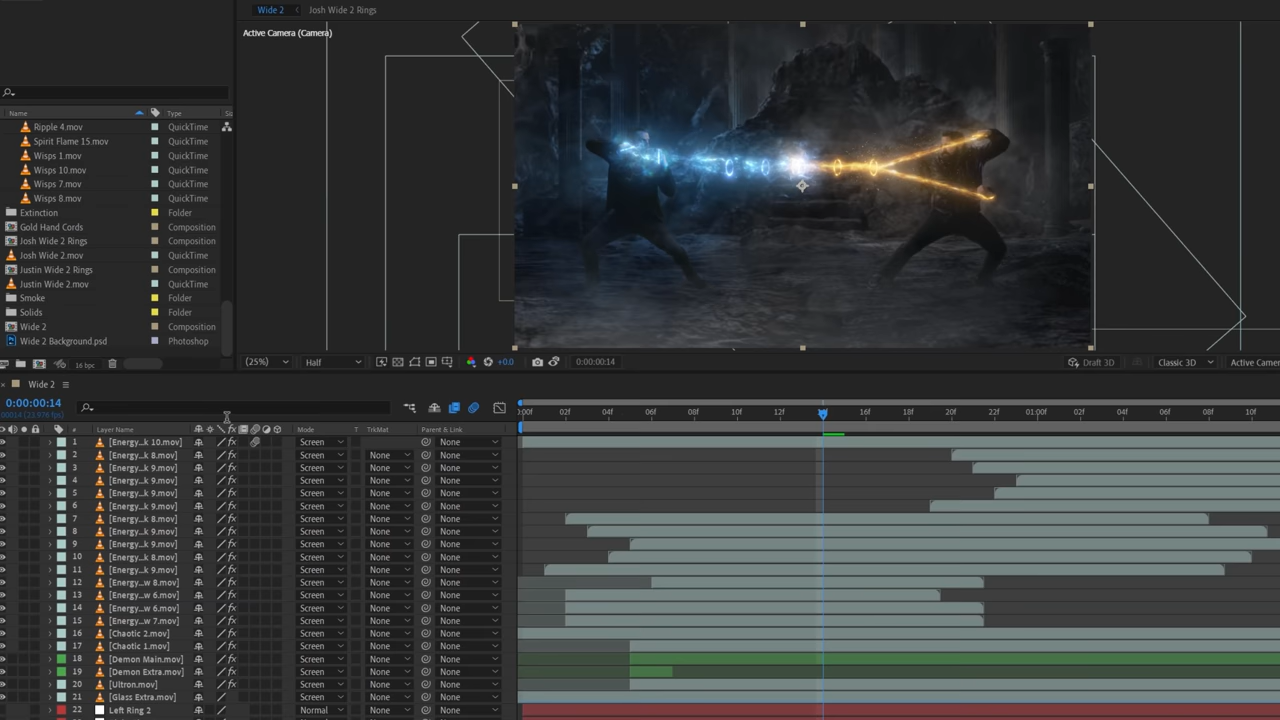 Wide 2
Josh Wide 2 Rings
Active Camera (Camera)
Name Type
Ripple 4.mov QuickTime
Spirit Flame 15.mov QuickTime
Wisps 1.mov QuickTime
Wisps 10.mov QuickTime
Wisps 7.mov QuickTime
Wisps 8.mov QuickTime
Extinction Folder
Gold Hand Cords Composition
Josh Wide 2 Rings Composition
Josh Wide 2.mov QuickTime
Justin Wide 2 Rings Composition
Justin Wide 2.mov QuickTime
Smoke Folder
Solids Folder
Wide 2 Composition
Wide 2 Background.psd Photoshop
16 bpc
(25%) Half +0.0 0:00:00:14 Draft 3D Classic 3D Active Camera
Wide 2
0:00:00:14
00014 (23.976 fps)
:00f 02f 04f 06f 08f 10f 12f 14f 16f 18f 20f 22f 01:00f 02f 04f 06f 08f 10f
# Layer Name Mode T TrkMat Parent & Link
1 [Energy...k 10.mov] Screen None
2 [Energy...k 8.mov] Screen None None
3 [Energy...k 9.mov] Screen None None
4 [Energy...k 9.mov] Screen None None
5 [Energy...k 9.mov] Screen None None
6 [Energy...k 9.mov] Screen None None
7 [Energy...k 8.mov] Screen None None
8 [Energy...k 9.mov] Screen None None
9 [Energy...k 9.mov] Screen None None
10 [Energy...k 8.mov] Screen None None
11 [Energy...k 9.mov] Screen None None
12 [Energy...w 8.mov] Screen None None
13 [Energy...w 6.mov] Screen None None
14 [Energy...w 6.mov] Screen None None
15 [Energy...w 7.mov] Screen None None
16 [Chaotic 2.mov] Screen None None
17 [Chaotic 1.mov] Screen None None
18 [Demon Main.mov] Screen None None
19 [Demon Extra.mov] Screen None None
20 [Ultron.mov] Screen None None
21 [Glass Extra.mov] Screen None None
22 Left Ring 2 Normal None None